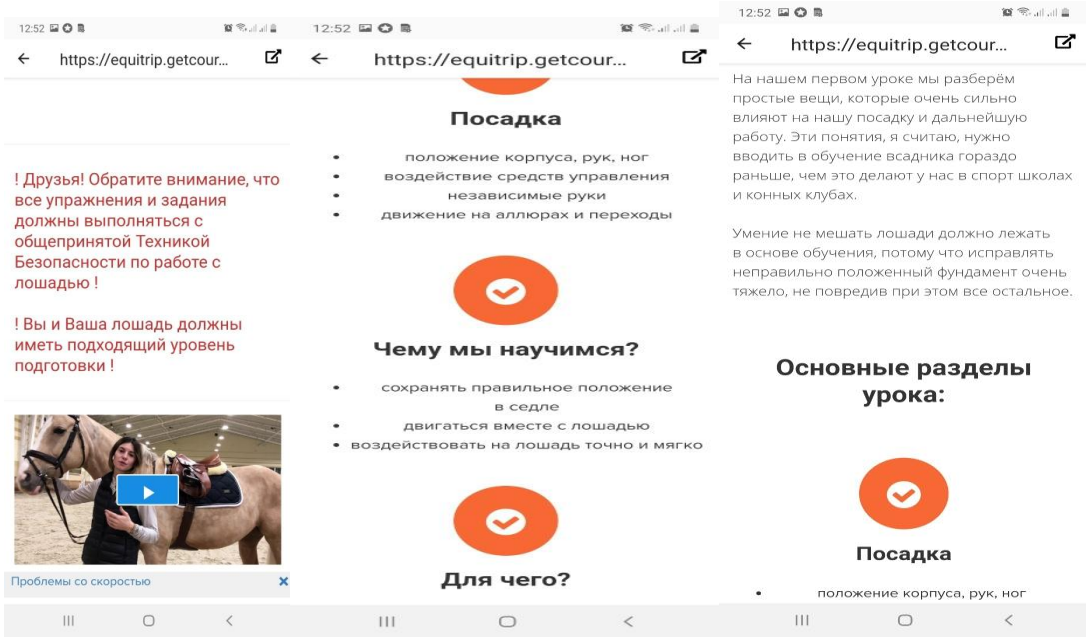 12:52
https://equitrip.getcour...
! Друзья! Обратите внимание, что
все упражнения и задания
должны выполняться с
общепринятой Техникой
Безопасности по работе с
лошадью !
! Вы и Ваша лошадь должны
иметь подходящий уровень
подготовки !
Проблемы со скоростью
12:52
https://equitrip.getcour...
Посадка
• положение корпуса, рук, ног
• воздействие средств управления
• независимые руки
• движение на аллюрах и переходы
Чему мы научимся?
• сохранять правильное положение
в седле
• двигаться вместе с лошадью
• воздействовать на лошадь точно и мягко
Для чего?
12:52
https://equitrip.getcour...
На нашем первом уроке мы разберём
простые вещи, которые очень сильно
влияют на нашу посадку и дальнейшую
работу. Эти понятия, я считаю, нужно
вводить в обучение всадника гораздо
раньше, чем это делают у нас в спорт школах
и конных клубах.
Умение не мешать лошади должно лежать
в основе обучения, потому что исправлять
неправильно положенный фундамент очень
тяжело, не повредив при этом все остальное.
Основные разделы
урока:
Посадка
• положение корпуса, рук, ног